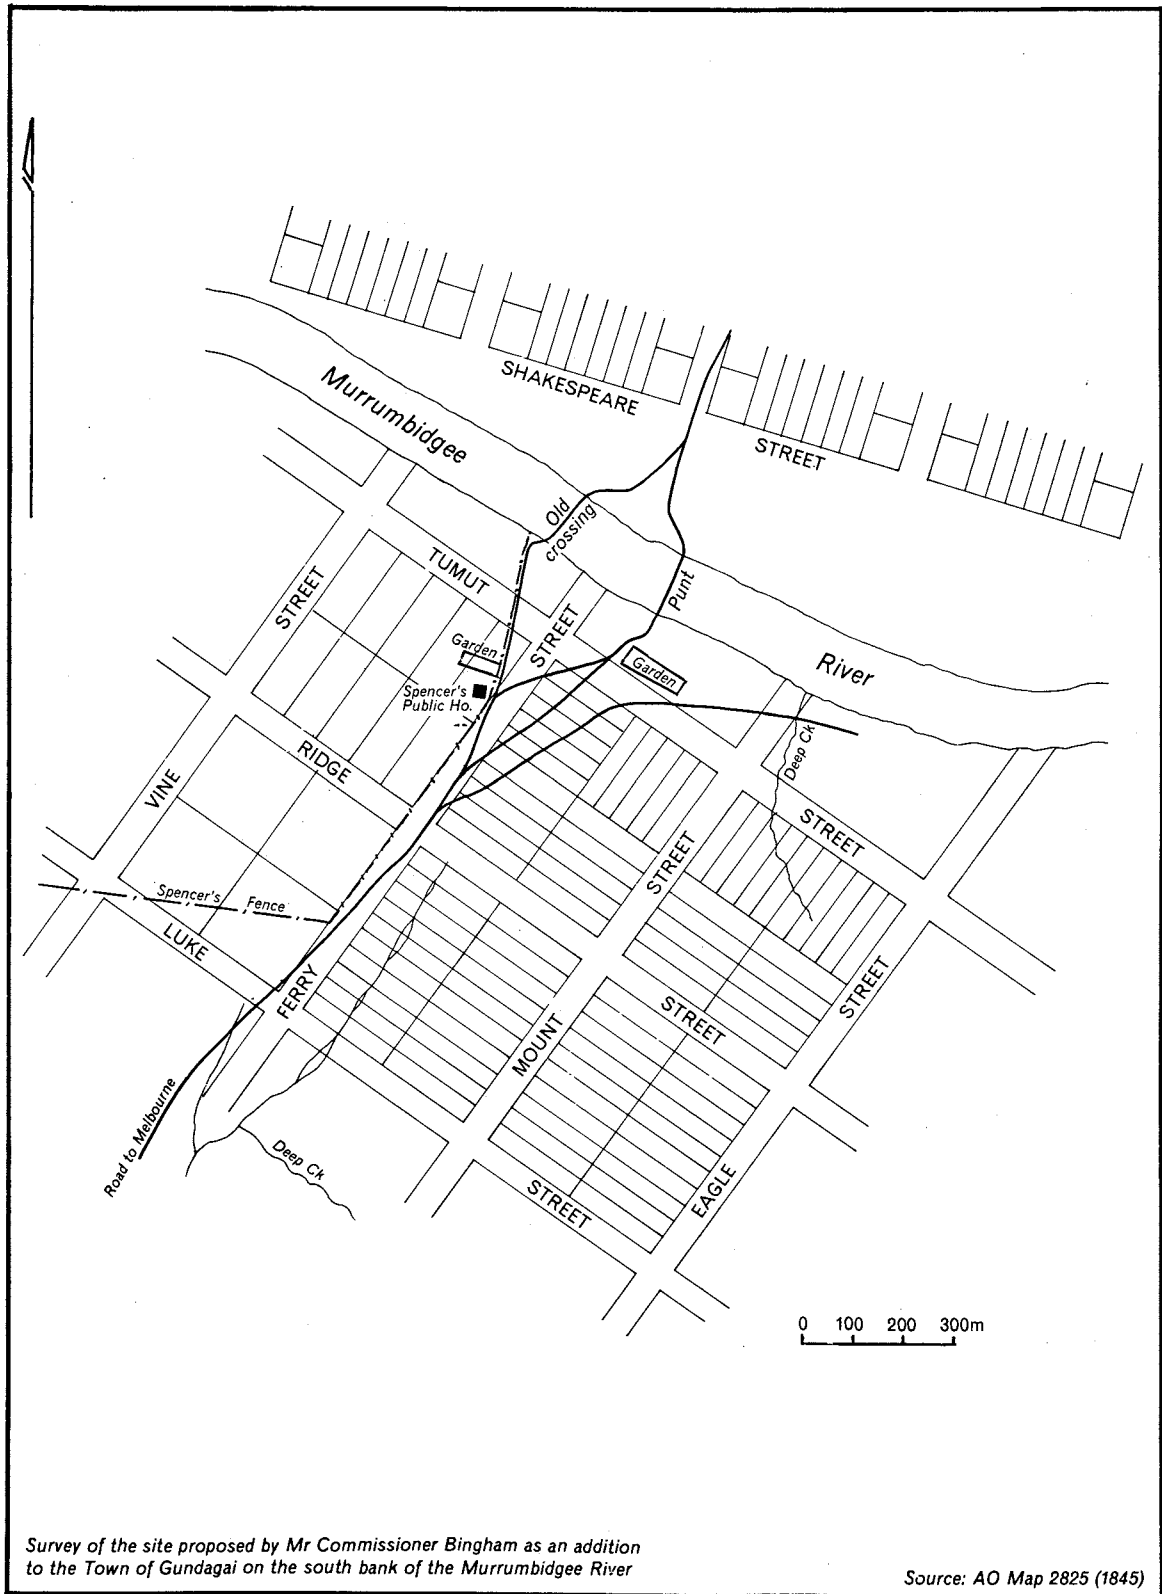 SHAKESPEARE
STREET
Murrumbidgee
River
Old
crossing
Punt
TUMUT
STREET
STREET
STREET
Garden
Garden
Spencer's
Public Ho.
Deep Ck
RIDGE
VINE
STREET
STREET
Spencer's Fence
LUKE
FERRY
STREET
STREET
MOUNT
Road to Melbourne
Deep Ck
STREET
EAGLE
0 100 200 300m
Survey of the site proposed by Mr Commissioner Bingham as an addition
to the Town of Gundagai on the south bank of the Murrumbidgee River
Source: AO Map 2825 (1845)